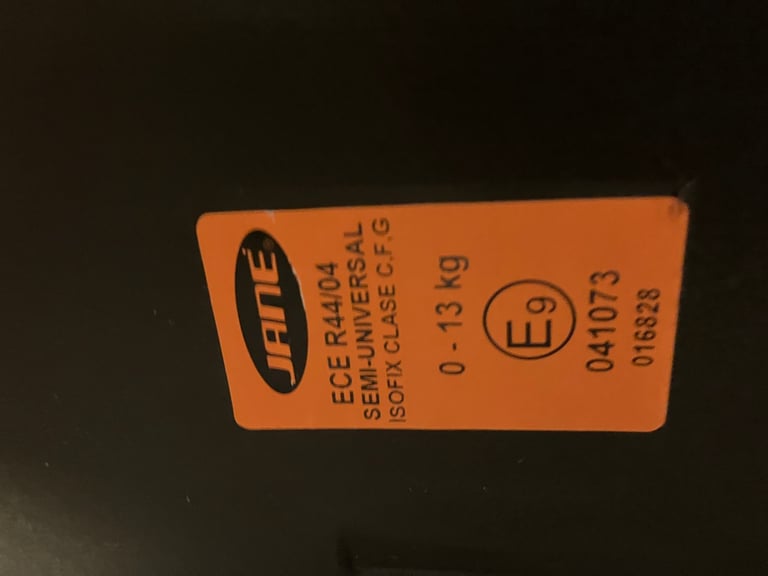 JANÉ®
ECE R44/04
SEMI-UNIVERSAL
ISOFIX CLASE C,F,G
0 - 13 kg
E9
041073
016828